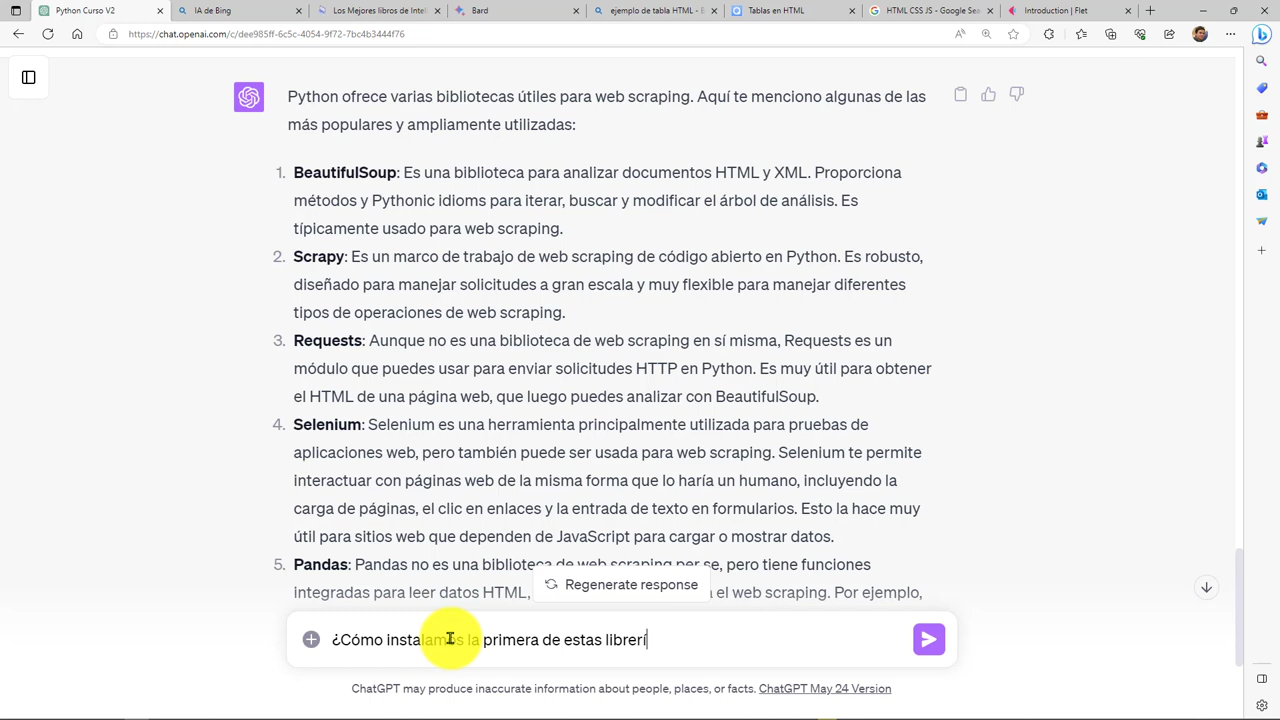 Python Curso V2
IA de Bing
Los Mejores libros de Inteli
Bard
ejemplo de tabla HTML - B
Tablas en HTML
HTML CSS JS - Google Sea
Introduction | Flet
https://chat.openai.com/c/dee985ff-6c5c-4054-9f72-7bc4b3444f76
Python ofrece varias bibliotecas útiles para web scraping. Aquí te menciono algunas de las
más populares y ampliamente utilizadas:
1. BeautifulSoup: Es una biblioteca para analizar documentos HTML y XML. Proporciona
métodos y Pythonic idioms para iterar, buscar y modificar el árbol de análisis. Es
típicamente usado para web scraping.
2. Scrapy: Es un marco de trabajo de web scraping de código abierto en Python. Es robusto,
diseñado para manejar solicitudes a gran escala y muy flexible para manejar diferentes
tipos de operaciones de web scraping.
3. Requests: Aunque no es una biblioteca de web scraping en sí misma, Requests es un
módulo que puedes usar para enviar solicitudes HTTP en Python. Es muy útil para obtener
el HTML de una página web, que luego puedes analizar con BeautifulSoup.
4. Selenium: Selenium es una herramienta principalmente utilizada para pruebas de
aplicaciones web, pero también puede ser usada para web scraping. Selenium te permite
interactuar con páginas web de la misma forma que lo haría un humano, incluyendo la
carga de páginas, el clic en enlaces y la entrada de texto en formularios. Esto la hace muy
útil para sitios web que dependen de JavaScript para cargar o mostrar datos.
5. Pandas: Pandas no es una biblioteca de web scraping per se, pero tiene funciones
integradas para leer datos HTML, el web scraping. Por ejemplo,
Regenerate response
¿Cómo instalamos la primera de estas librerí
ChatGPT may produce inaccurate information about people, places, or facts. ChatGPT May 24 Version